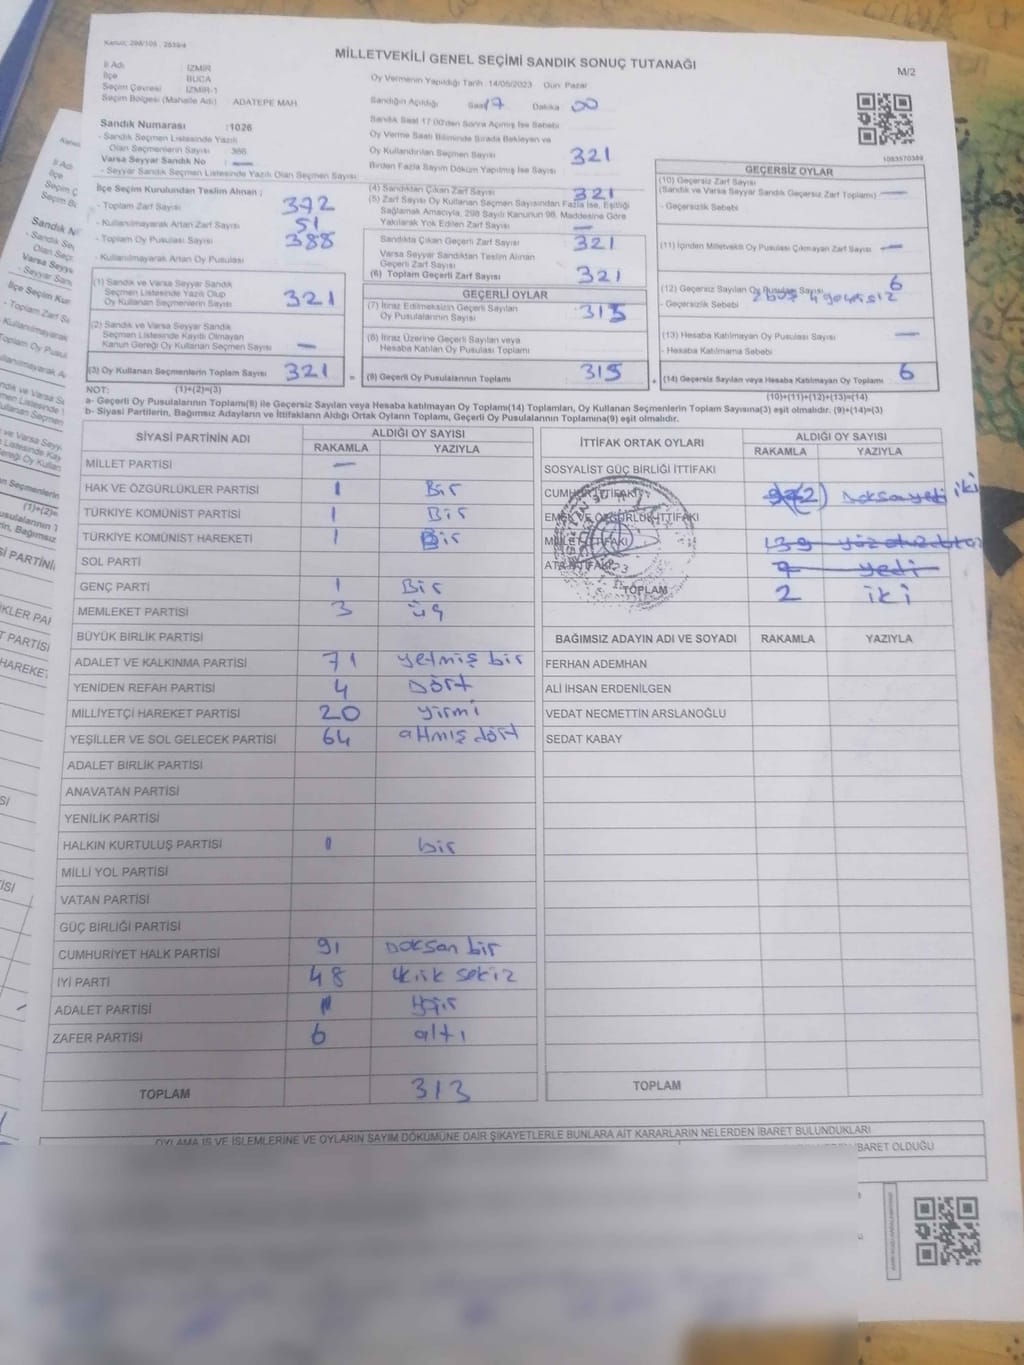 Kanun: 298/105 , 2839/4
MİLLETVEKİLİ GENEL SEÇİMİ SANDIK SONUÇ TUTANAĞI
M/2
İl Adı : İZMİR
İlçe : BUCA
Seçim Çevresi : İZMİR-1
Seçim Bölgesi (Mahalle Adı) : ADATEPE MAH
Oy Vermenin Yapıldığı Tarih :14/05/2023 Gün: Pazar
Sandığın Açıldığı Saat 17 Dakika 00
Sandık Saat 17:00'den Sonra Açılmış İse Sebebi
Oy Verme Saati Bitiminde Sırada Bekleyen ve
Oy Kullandırılan Seçmen Sayısı 321
Birden Fazla Sayım Döküm Yapılmış İse Sayısı
Sandık Numarası :1026
- Sandık Seçmen Listesinde Yazılı
Olan Seçmenlerin Sayısı : 366
Varsa Seyyar Sandık No : —
- Seyyar Sandık Seçmen Listesinde Yazılı Olan Seçmen Sayısı
1083570389
İlçe Seçim Kurulundan Teslim Alınan ;
- Toplam Zarf Sayısı 372
- Kullanılmayarak Artan Zarf Sayısı 51
- Toplam Oy Pusulası Sayısı 388
- Kullanılmayarak Artan Oy Pusulası
(1) Sandık ve Varsa Seyyar Sandık
Seçmen Listesinde Yazılı Olup
Oy Kullanan Seçmenlerin Sayısı 321
(2) Sandık ve Varsa Seyyar Sandık
Seçmen Listesinde Kayıtlı Olmayan
Kanun Gereği Oy Kullanan Seçmen Sayısı —
(3) Oy Kullanan Seçmenlerin Toplam Sayısı 321
(4) Sandıktan Çıkan Zarf Sayısı 321
(5) Zarf Sayısı Oy Kullanan Seçmen Sayısından Fazla İse, Eşitliği
Sağlamak Amacıyla, 298 Sayılı Kanunun 98. Maddesine Göre
Yakılarak Yok Edilen Zarf Sayısı —
Sandıkta Çıkan Geçerli Zarf Sayısı 321
Varsa Seyyar Sandıktan Teslim Alınan
Geçerli Zarf Sayısı
(6) Toplam Geçerli Zarf Sayısı 321
GEÇERLİ OYLAR
(7) İtiraz Edilmeksizin Geçerli Sayılan
Oy Pusulalarının Sayısı 315
(8) İtiraz Üzerine Geçerli Sayılan veya
Hesaba Katılan Oy Pusulaları Toplamı
= (9) Geçerli Oy Pusulalarının Toplamı 315
GEÇERSİZ OYLAR
(10) Geçersiz Zarf Sayısı
(Sandık ve Varsa Seyyar Sandık Geçersiz Zarf Toplamı) —
- Geçersizlik Sebebi
(11) İçinden Milletvekili Oy Pusulası Çıkmayan Zarf Sayısı —
(12) Geçersiz Sayılan Oy Pusulası Sayısı 6
- Geçersizlik Sebebi 2 boş 4 geçersiz
(13) Hesaba Katılmayan Oy Pusulası Sayısı —
- Hesaba Katılmama Sebebi
+ (14) Geçersiz Sayılan veya Hesaba Katılmayan Oy Toplamı 6
NOT: (1)+(2)=(3) (10)+(11)+(12)+(13)=(14)
a- Geçerli Oy Pusulalarının Toplamı(9) ile Geçersiz Sayılan veya Hesaba katılmayan Oy Toplamı(14) Toplamları, Oy Kullanan Seçmenlerin Toplam Sayısına(3) eşit olmalıdır. (9)+(14)=(3)
b- Siyasi Partilerin, Bağımsız Adayların ve İttifakların Aldığı Ortak Oyların Toplamı, Geçerli Oy Pusulalarının Toplamına(9) eşit olmalıdır.
SİYASİ PARTİNİN ADI ALDIĞI OY SAYISI
RAKAMLA YAZIYLA
MİLLET PARTİSİ —
HAK VE ÖZGÜRLÜKLER PARTİSİ 1 Bir
TÜRKİYE KOMÜNİST PARTİSİ 1 Bir
TÜRKİYE KOMÜNİST HAREKETİ 1 Bir
SOL PARTİ
GENÇ PARTİ 1 Bir
MEMLEKET PARTİSİ 3 üç
BÜYÜK BİRLİK PARTİSİ
ADALET VE KALKINMA PARTİSİ 71 yetmiş bir
YENİDEN REFAH PARTİSİ 4 Dört
MİLLİYETÇİ HAREKET PARTİSİ 20 yirmi
YEŞİLLER VE SOL GELECEK PARTİSİ 64 atmış dört
ADALET BİRLİK PARTİSİ
ANAVATAN PARTİSİ
YENİLİK PARTİSİ
HALKIN KURTULUŞ PARTİSİ 1 bir
MİLLİ YOL PARTİSİ
VATAN PARTİSİ
GÜÇ BİRLİĞİ PARTİSİ
CUMHURİYET HALK PARTİSİ 91 Doksan bir
İYİ PARTİ 48 kırk sekiz
ADALET PARTİSİ 1 bir
ZAFER PARTİSİ 6 altı
TOPLAM 313
İTTİFAK ORTAK OYLARI ALDIĞI OY SAYISI
RAKAMLA YAZIYLA
SOSYALİST GÜÇ BİRLİĞİ İTTİFAKI
CUMHUR İTTİFAKI (2) Doksanyedi iki
EMEK VE ÖZGÜRLÜK İTTİFAKI
MİLLET İTTİFAKI 139
ATA İTTİFAKI 7 yedi
TOPLAM 2 iki
BAĞIMSIZ ADAYIN ADI VE SOYADI RAKAMLA YAZIYLA
FERHAN ADEMHAN
ALİ İHSAN ERDENİLGEN
VEDAT NECMETTİN ARSLANOĞLU
SEDAT KABAY
TOPLAM
OYLAMA İŞ VE İŞLEMLERİNE VE OYLARIN SAYIM DÖKÜMÜNE DAİR ŞİKAYETLERLE BUNLARA AİT KARARLARIN NELERDEN İBARET BULUNDUKLARI
İBARET OLDUĞU